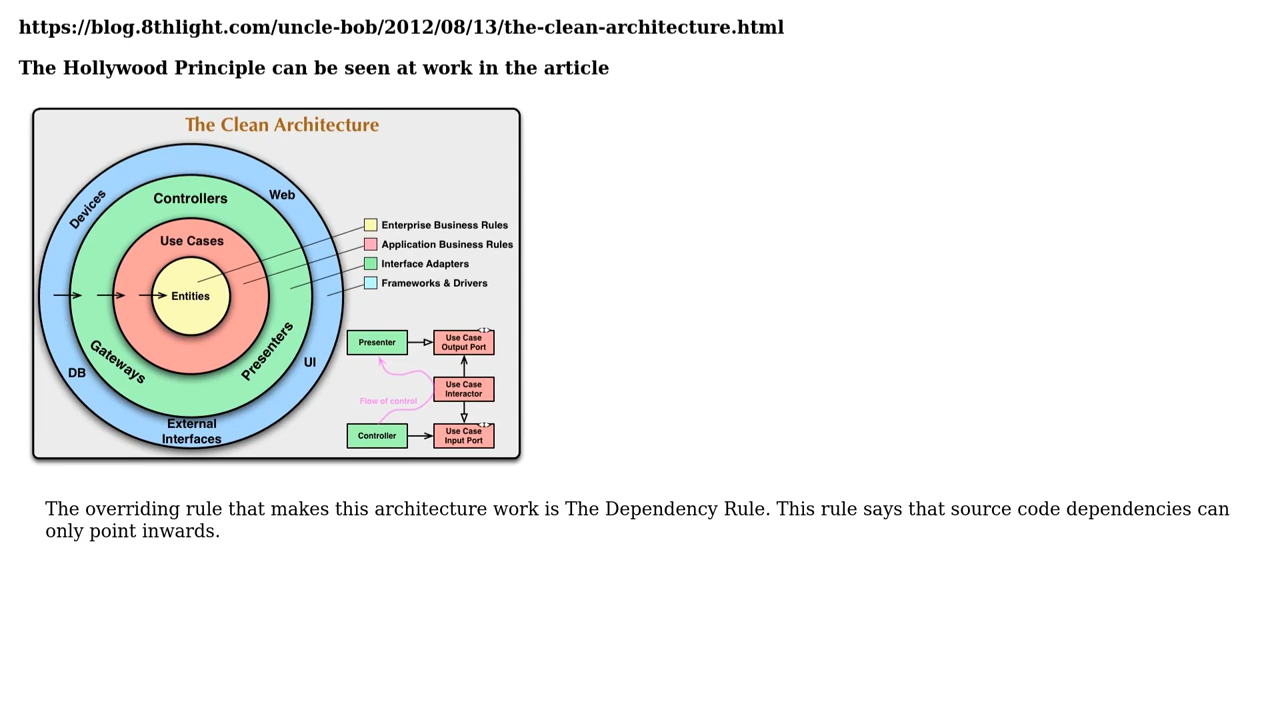 https://blog.8thlight.com/uncle-bob/2012/08/13/the-clean-architecture.html
The Hollywood Principle can be seen at work in the article
The Clean Architecture
Devices
Web
Controllers
Use Cases
Entities
Gateways
Presenters
DB
UI
External
Interfaces
Enterprise Business Rules
Application Business Rules
Interface Adapters
Frameworks & Drivers
Presenter
Use Case
Output Port
<I>
Use Case
Interactor
Flow of control
Controller
Use Case
Input Port
<I>
The overriding rule that makes this architecture work is The Dependency Rule. This rule says that source code dependencies can
only point inwards.